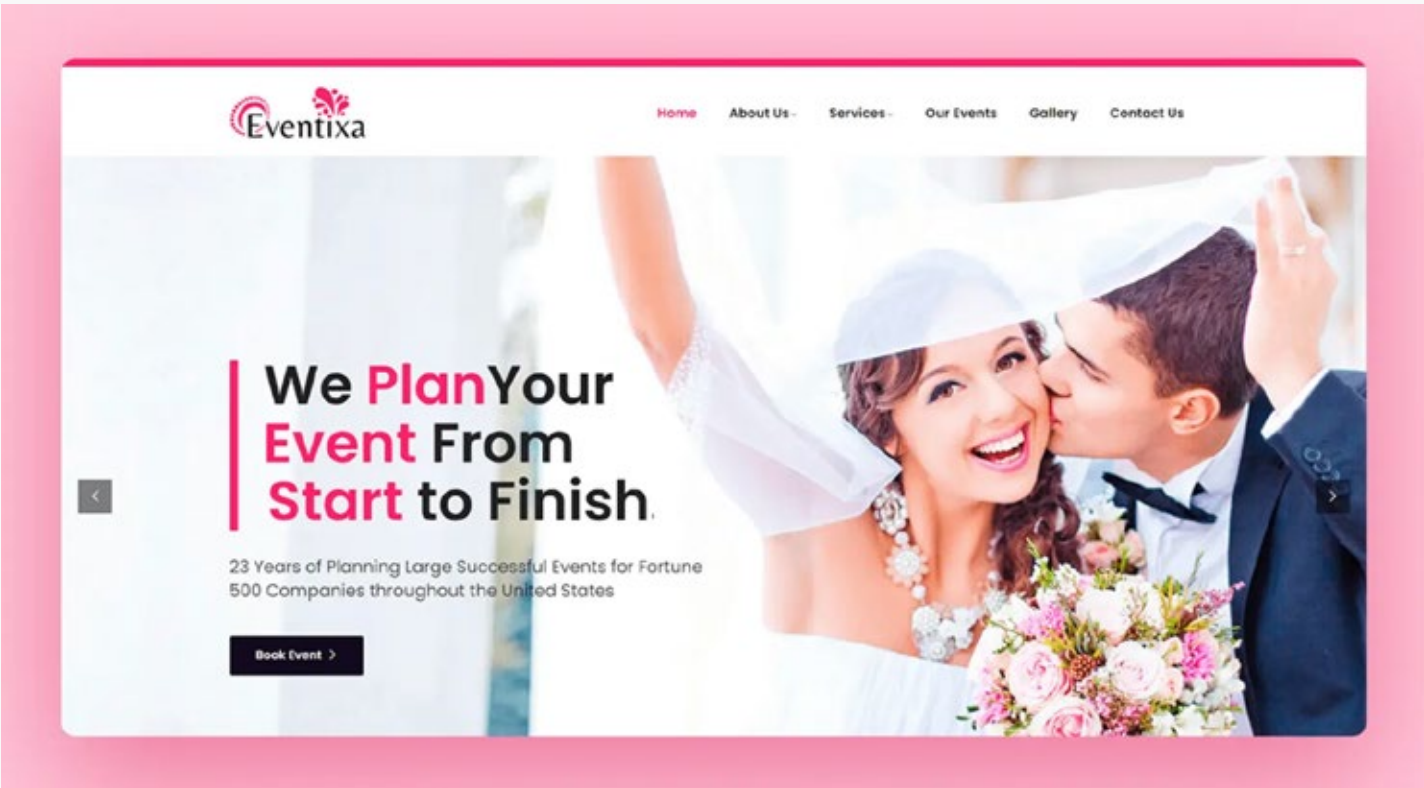 Eventixa
Home About Us Services Our Events Gallery Contact Us
We PlanYour
Event From
Start to Finish.
23 Years of Planning Large Successful Events for Fortune
500 Companies throughout the United States
Book Event >